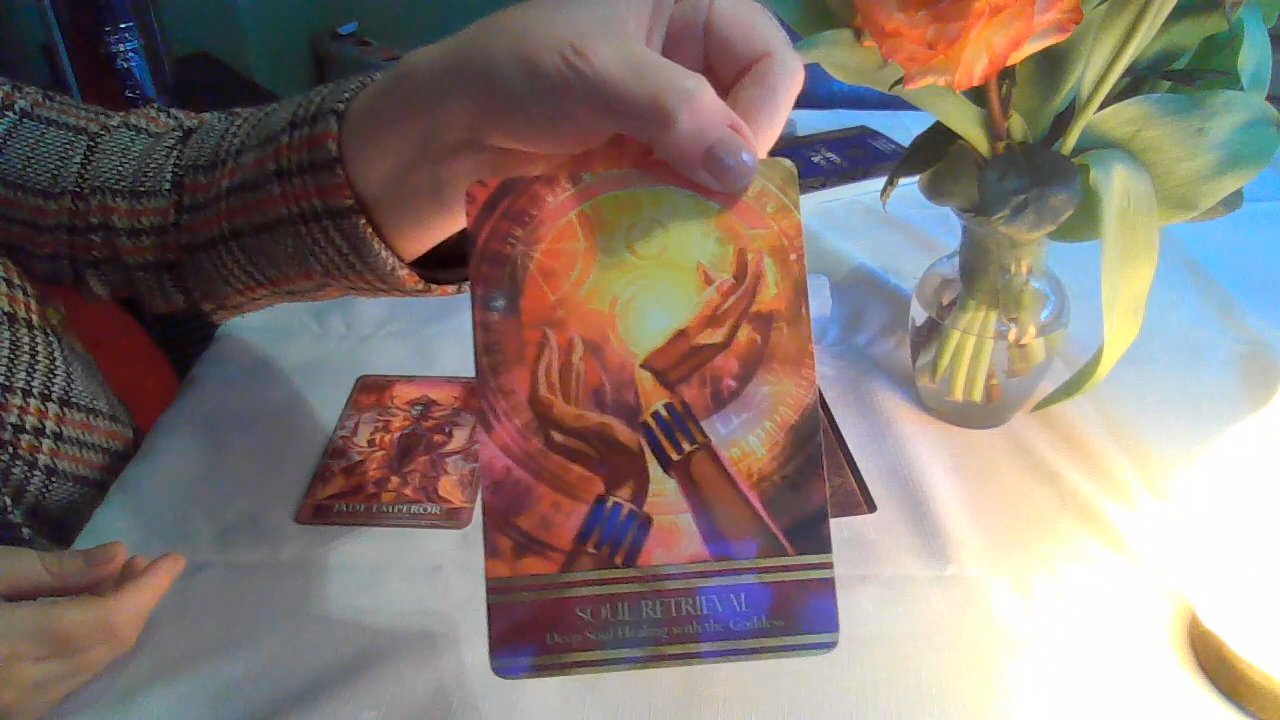 JADE EMPEROR
SOUL RETRIEVAL
Deep Soul Healing with the Goddess